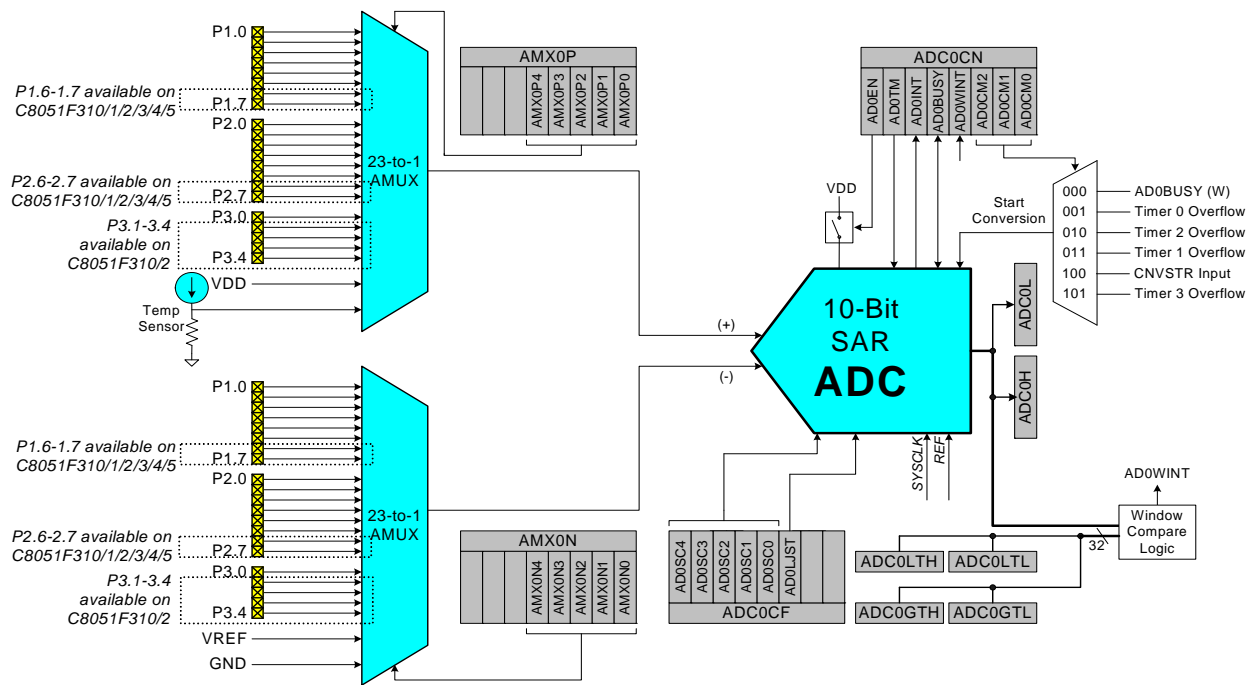 P1.0
P1.6-1.7 available on
C8051F310/1/2/3/4/5
P1.7
P2.0
P2.6-2.7 available on
C8051F310/1/2/3/4/5
P2.7
P3.0
P3.1-3.4
available on
C8051F310/2
P3.4
VDD
Temp
Sensor
23-to-1
AMUX
AMX0P
AMX0P4
AMX0P3
AMX0P2
AMX0P1
AMX0P0
ADC0CN
AD0EN
AD0TM
AD0INT
AD0BUSY
AD0WINT
AD0CM2
AD0CM1
AD0CM0
VDD
Start
Conversion
000
AD0BUSY (W)
001
Timer 0 Overflow
010
Timer 2 Overflow
011
Timer 1 Overflow
100
CNVSTR Input
101
Timer 3 Overflow
(+)
(-)
10-Bit
SAR
ADC
ADC0L
ADC0H
SYSCLK
REF
P1.0
P1.6-1.7 available on
C8051F310/1/2/3/4/5
P1.7
P2.0
P2.6-2.7 available on
C8051F310/1/2/3/4/5
P2.7
P3.0
P3.1-3.4
available on
C8051F310/2
P3.4
VREF
GND
23-to-1
AMUX
AMX0N
AMX0N4
AMX0N3
AMX0N2
AMX0N1
AMX0N0
AD0SC4
AD0SC3
AD0SC2
AD0SC1
AD0SC0
AD0LJST
ADC0CF
AD0WINT
Window
Compare
Logic
32
ADC0LTH
ADC0LTL
ADC0GTH
ADC0GTL